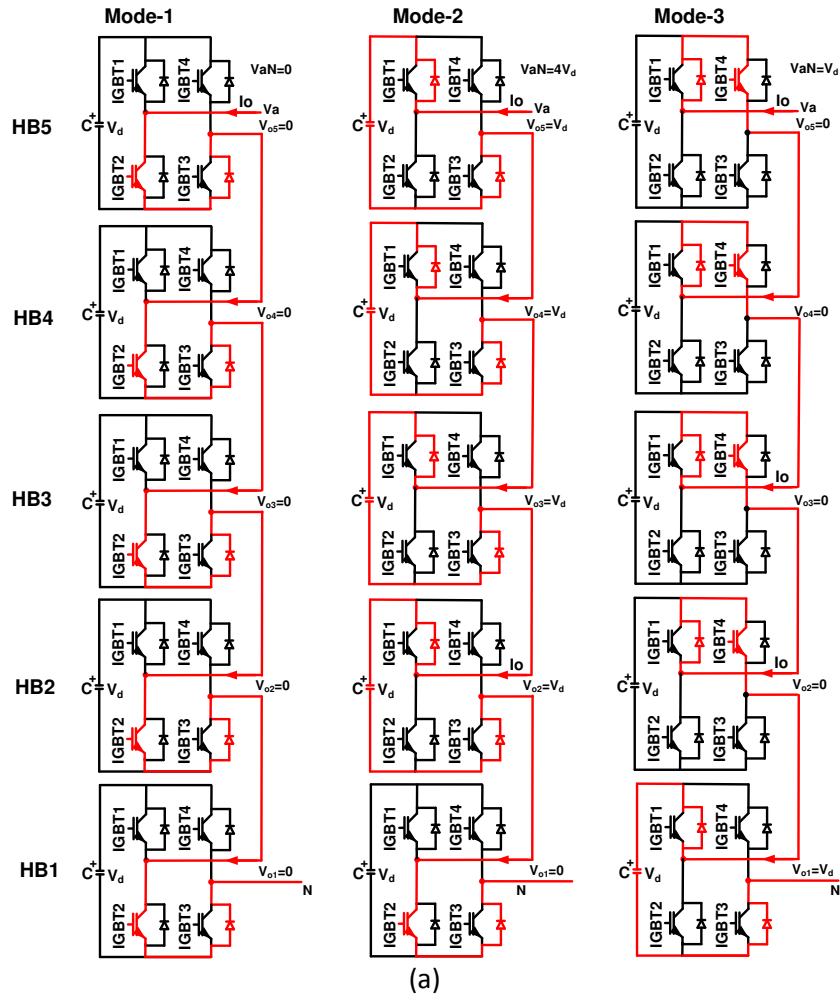 Mode-1 Mode-2 Mode-3
HB5
IGBT1 IGBT4 VaN=0
C + Vd Io Va
Vo5=0
IGBT2 IGBT3
IGBT1 IGBT4 VaN=4Vd
C + Vd Io Va
Vo5=Vd
IGBT2 IGBT3
IGBT1 IGBT4 VaN=Vd
C + Vd Io Va
Vo5=0
IGBT2 IGBT3
HB4
IGBT1 IGBT4
C + Vd Vo4=0
IGBT2 IGBT3
IGBT1 IGBT4
C + Vd Vo4=Vd
IGBT2 IGBT3
IGBT1 IGBT4
C + Vd Vo4=0
IGBT2 IGBT3
HB3
IGBT1 IGBT4
C + Vd Vo3=0
IGBT2 IGBT3
IGBT1 IGBT4
C + Vd Vo3=Vd
IGBT2 IGBT3
IGBT1 IGBT4
Io
C + Vd Vo3=0
IGBT2 IGBT3
HB2
IGBT1 IGBT4
C + Vd Vo2=0
IGBT2 IGBT3
IGBT1 IGBT4
Io
C + Vd Vo2=Vd
IGBT2 IGBT3
IGBT1 IGBT4
Io
C + Vd Vo2=0
IGBT2 IGBT3
HB1
IGBT1 IGBT4
C + Vd Vo1=0
N
IGBT2 IGBT3
IGBT1 IGBT4
C + Vd Vo1=0
N
IGBT2 IGBT3
IGBT1 IGBT4
C + Vd Vo1=Vd
N
IGBT2 IGBT3
(a)